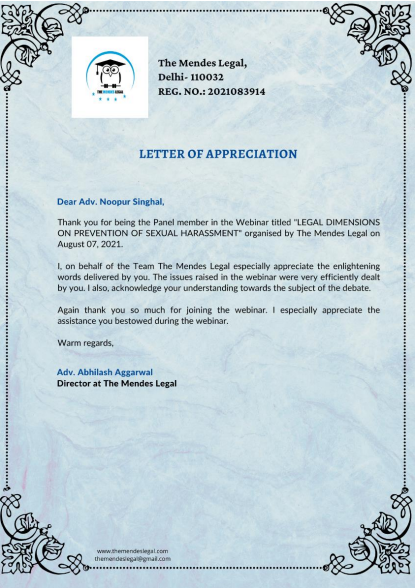 THE MENDES LEGAL
The Mendes Legal,
Delhi- 110032
REG. NO.: 2021083914
LETTER OF APPRECIATION
Dear Adv. Noopur Singhal,
Thank you for being the Panel member in the Webinar titled "LEGAL DIMENSIONS
ON PREVENTION OF SEXUAL HARASSMENT" organised by The Mendes Legal on
August 07, 2021.
I, on behalf of the Team The Mendes Legal especially appreciate the enlightening
words delivered by you. The issues raised in the webinar were very efficiently dealt
by you. I also, acknowledge your understanding towards the subject of the debate.
Again thank you so much for joining the webinar. I especially appreciate the
assistance you bestowed during the webinar.
Warm regards,
Adv. Abhilash Aggarwal
Director at The Mendes Legal
www.themendeslegal.com
themendeslegal@gmail.com